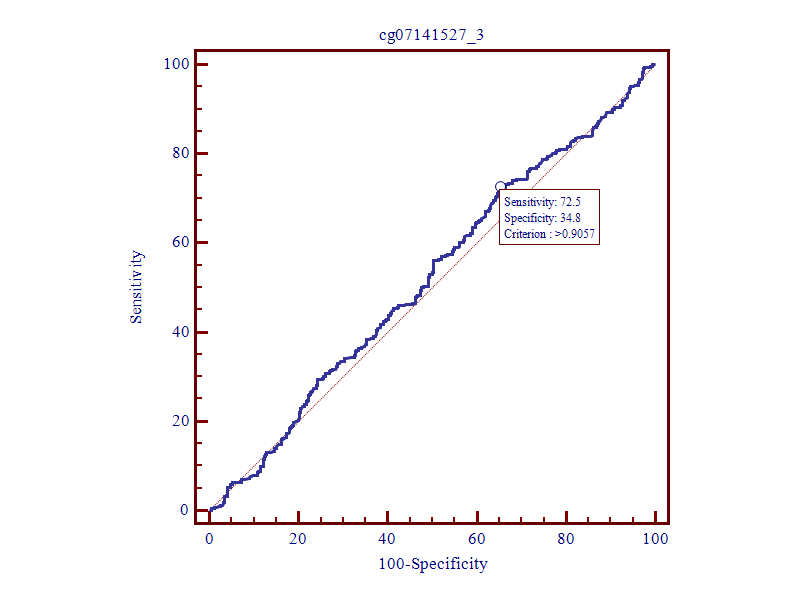 cg07141527_3
100
80
60
40
20
0
Sensitivity
Sensitivity: 72.5
Specificity: 34.8
Criterion : >0.9057
0 20 40 60 80 100
100-Specificity